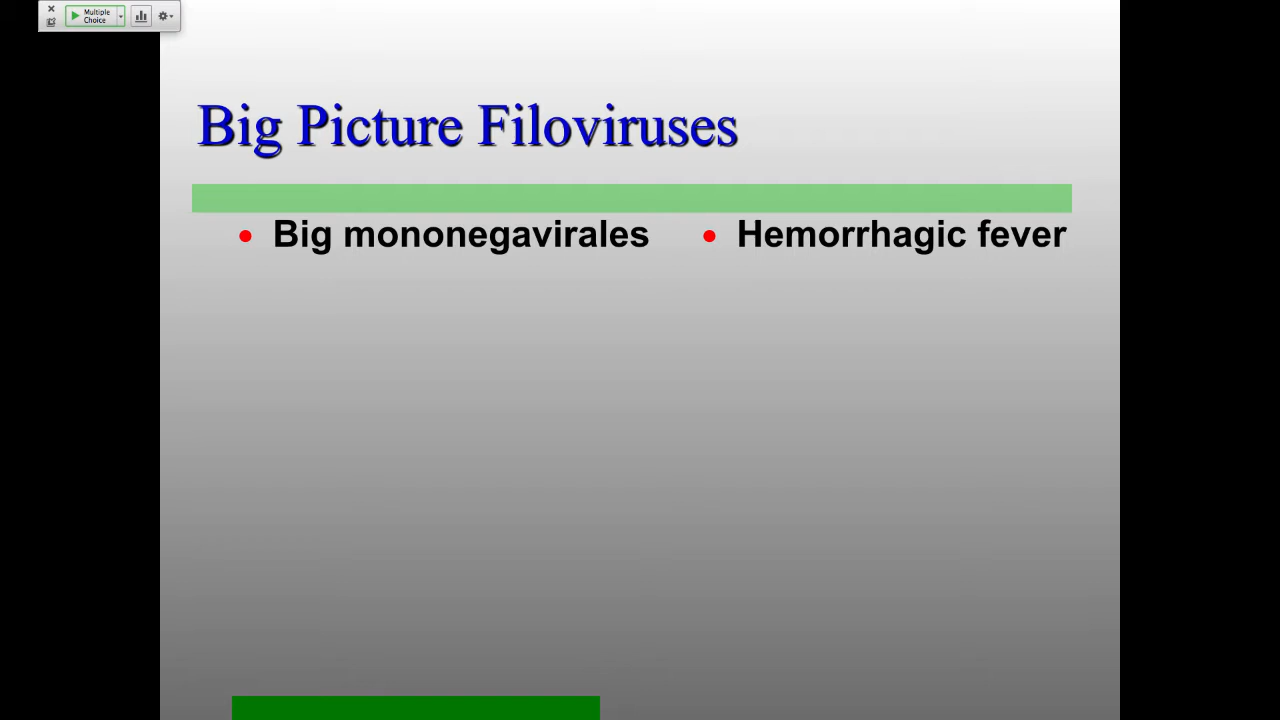 Multiple
Choice
Big Picture Filoviruses
• Big mononegavirales
• Hemorrhagic fever